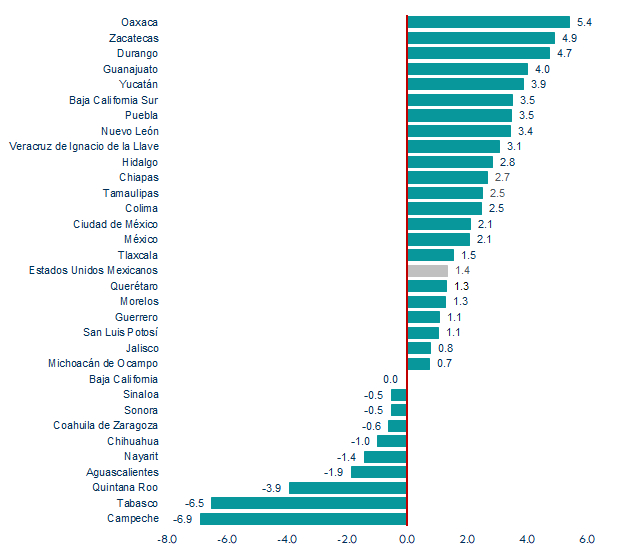 Oaxaca 5.4
Zacatecas 4.9
Durango 4.7
Guanajuato 4.0
Yucatán 3.9
Baja California Sur 3.5
Puebla 3.5
Nuevo León 3.4
Veracruz de Ignacio de la Llave 3.1
Hidalgo 2.8
Chiapas 2.7
Tamaulipas 2.5
Colima 2.5
Ciudad de México 2.1
México 2.1
Tlaxcala 1.5
Estados Unidos Mexicanos 1.4
Querétaro 1.3
Morelos 1.3
Guerrero 1.1
San Luis Potosí 1.1
Jalisco 0.8
Michoacán de Ocampo 0.7
Baja California 0.0
Sinaloa -0.5
Sonora -0.5
Coahuila de Zaragoza -0.6
Chihuahua -1.0
Nayarit -1.4
Aguascalientes -1.9
Quintana Roo -3.9
Tabasco -6.5
Campeche -6.9
-8.0 -6.0 -4.0 -2.0 0.0 2.0 4.0 6.0